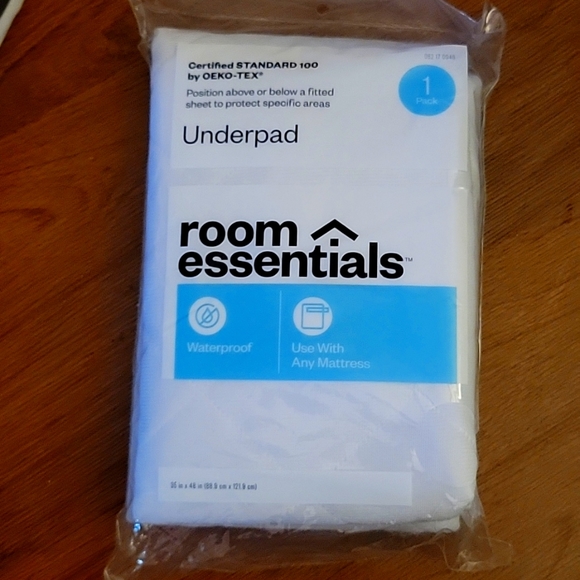 Certified STANDARD 100
by OEKO-TEX®
Position above or below a fitted
sheet to protect specific areas
1
Pack
Underpad
room
essentials™
Waterproof
Use With
Any Mattress